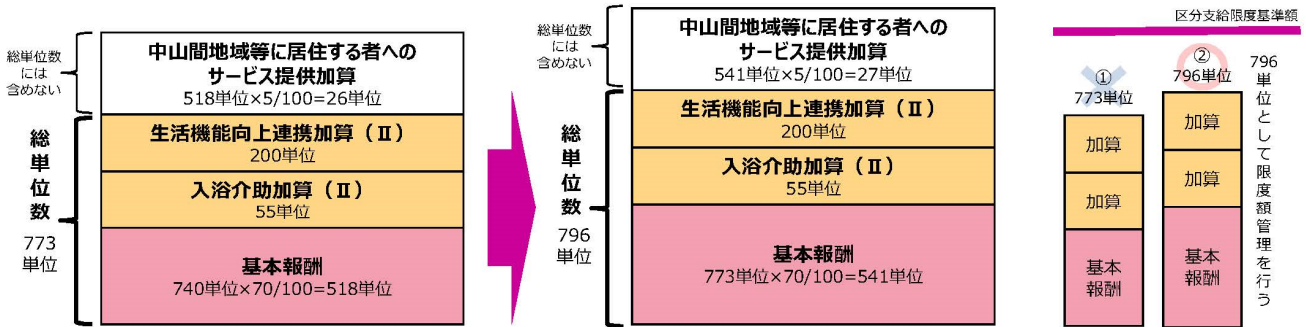 総単位数
には
含めない
中山間地域等に居住する者への
サービス提供加算
518単位×5/100=26単位
総単位数
773
単位
生活機能向上連携加算（Ⅱ）
200単位
入浴介助加算（Ⅱ）
55単位
基本報酬
740単位×70/100=518単位
総単位数
には
含めない
中山間地域等に居住する者への
サービス提供加算
541単位×5/100=27単位
総単位数
796
単位
生活機能向上連携加算（Ⅱ）
200単位
入浴介助加算（Ⅱ）
55単位
基本報酬
773単位×70/100=541単位
区分支給限度基準額
①
773単位
加算
加算
基本
報酬
②
796単位
加算
加算
基本
報酬
796単位として限度額管理を行う